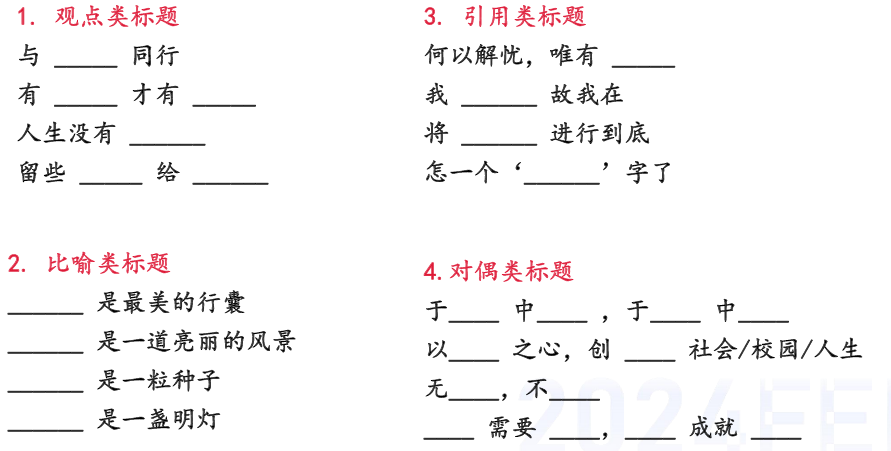 1. 观点类标题
与 _____ 同行
有 _____ 才有 _____
人生没有 ______
留些 _____ 给 ______
2. 比喻类标题
______ 是最美的行囊
______ 是一道亮丽的风景
______ 是一粒种子
______ 是一盏明灯
3. 引用类标题
何以解忧，唯有 _____
我 ______ 故我在
将 ______ 进行到底
怎一个‘______’字了
4.对偶类标题
于____ 中____ ，于____ 中____
以____ 之心，创 ____ 社会/校园/人生
无____，不____
____ 需要 ____，____ 成就 ____
2024FE